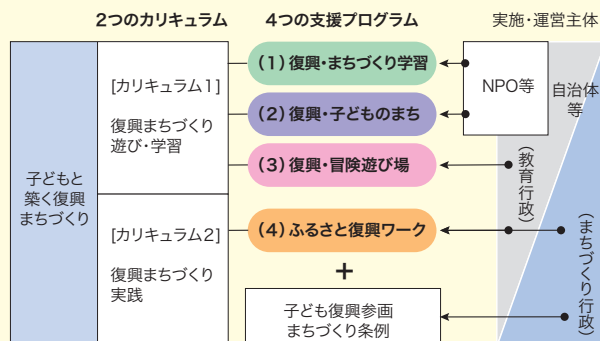 2つのカリキュラム
4つの支援プログラム
実施・運営主体
子どもと
築く復興
まちづくり
[カリキュラム1]
復興まちづくり
遊び・学習
[カリキュラム2]
復興まちづくり
実践
(1)復興・まちづくり学習
(2)復興・子どものまち
(3)復興・冒険遊び場
(4)ふるさと復興ワーク
+
子ども復興参画
まちづくり条例
NPO等
自治体
等
(教育行政)
(まちづくり行政)